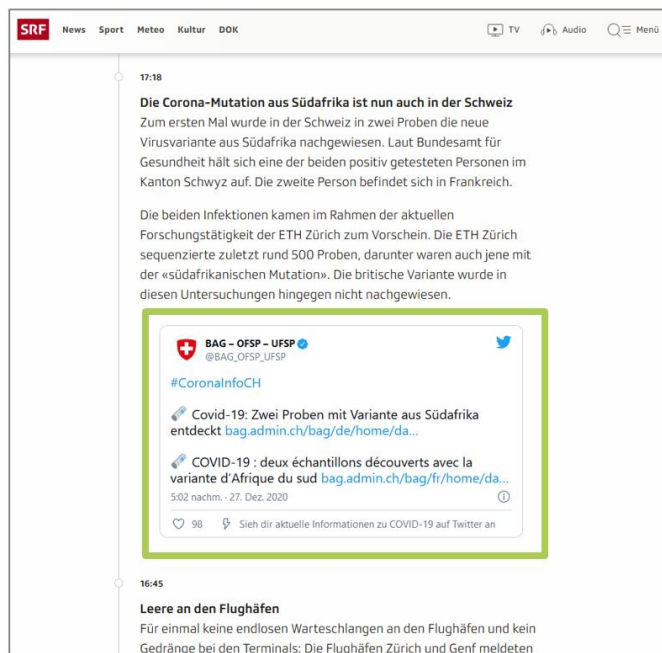 SRF News Sport Meteo Kultur DOK TV Audio Menü
17:18
Die Corona-Mutation aus Südafrika ist nun auch in der Schweiz
Zum ersten Mal wurde in der Schweiz in zwei Proben die neue
Virusvariante aus Südafrika nachgewiesen. Laut Bundesamt für
Gesundheit hält sich eine der beiden positiv getesteten Personen im
Kanton Schwyz auf. Die zweite Person befindet sich in Frankreich.
Die beiden Infektionen kamen im Rahmen der aktuellen
Forschungstätigkeit der ETH Zürich zum Vorschein. Die ETH Zürich
sequenzierte zuletzt rund 500 Proben, darunter waren auch jene mit
der «südafrikanischen Mutation». Die britische Variante wurde in
diesen Untersuchungen hingegen nicht nachgewiesen.
BAG – OFSP – UFSP
@BAG_OFSP_UFSP
#CoronaInfoCH
Covid-19: Zwei Proben mit Variante aus Südafrika
entdeckt bag.admin.ch/bag/de/home/da...
COVID-19 : deux échantillons découverts avec la
variante d'Afrique du sud bag.admin.ch/bag/fr/home/da...
5:02 nachm. · 27. Dez. 2020
98 Sieh dir aktuelle Informationen zu COVID-19 auf Twitter an
16:45
Leere an den Flughäfen
Für einmal keine endlosen Warteschlangen an den Flughäfen und kein
Gedränge bei den Terminals: Die Flughäfen Zürich und Genf meldeten